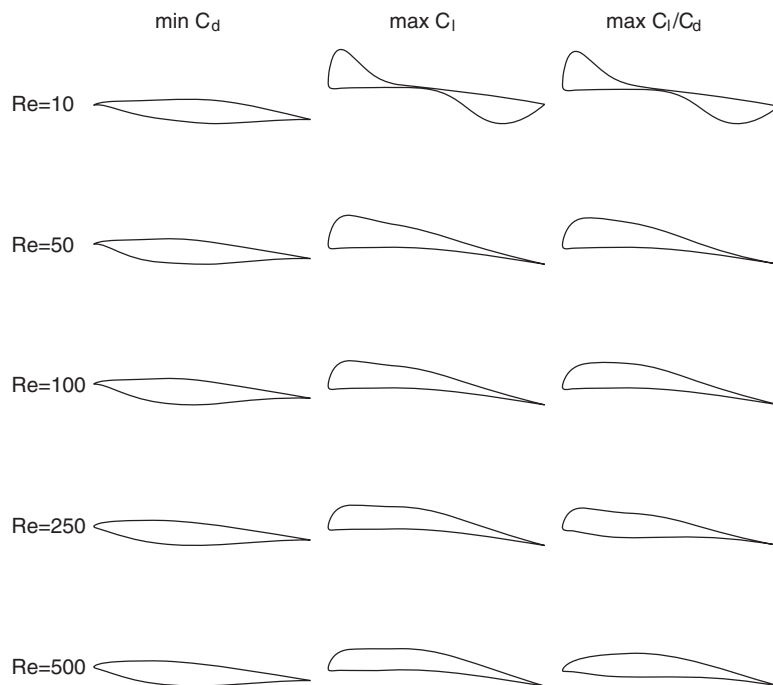 min Cd max Cl max Cl/Cd
Re=10
Re=50
Re=100
Re=250
Re=500